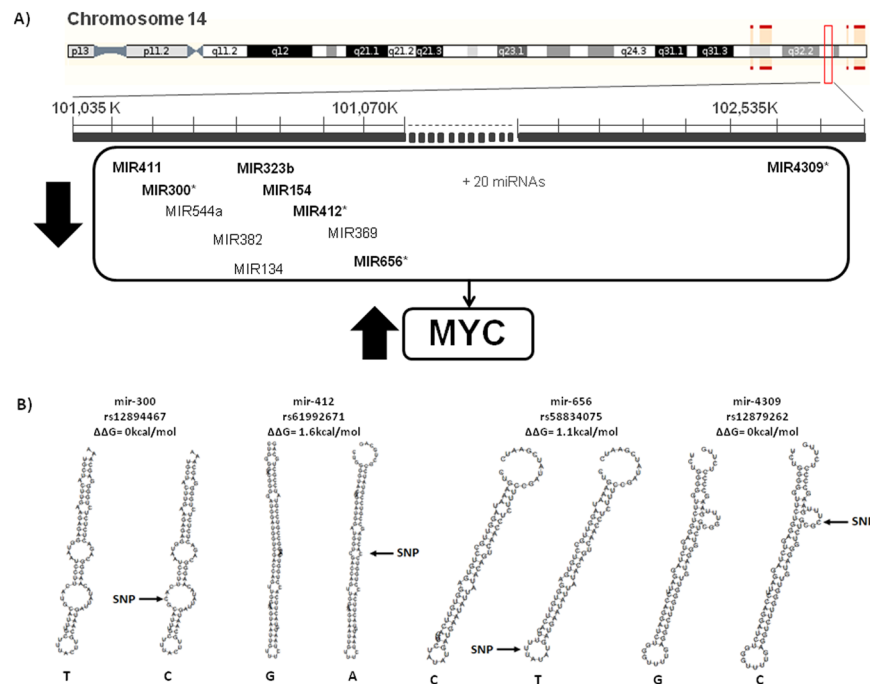 A)
Chromosome 14
p13 p11.2 q11.2 q12 q21.1 q21.2 q21.3 q23.1 q24.3 q31.1 q31.3 q32.2
101,035 K 101,070K 102,535K
MIR411 MIR323b MIR4309*
MIR300* MIR154 + 20 miRNAs
MIR544a MIR412*
MIR382 MIR369
MIR134 MIR656*
MYC
B)
mir-300 mir-412 mir-656 mir-4309
rs12894467 rs61992671 rs58834075 rs12879262
ΔΔG= 0kcal/mol ΔΔG= 1.6kcal/mol ΔΔG= 1.1kcal/mol ΔΔG= 0kcal/mol
SNP
SNP
SNP
SNP
T C G A C T G C